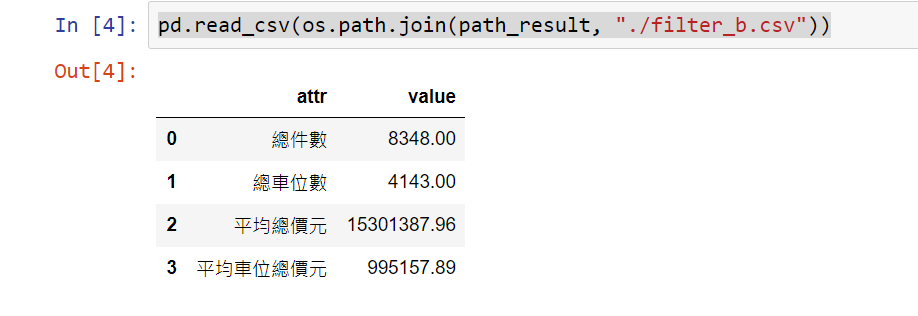 In [4]: pd.read_csv(os.path.join(path_result, "./filter_b.csv"))
Out[4]:
attr value
0 總件數 8348.00
1 總車位數 4143.00
2 平均總價元 15301387.96
3 平均車位總價元 995157.89